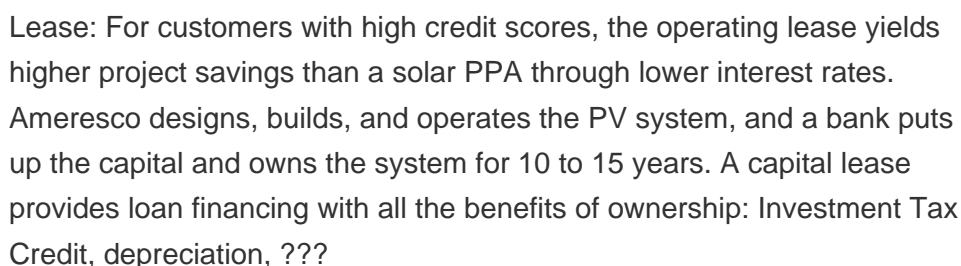 Lease: For customers with high credit scores, the operating lease yields
higher project savings than a solar PPA through lower interest rates.
Ameresco designs, builds, and operates the PV system, and a bank puts
up the capital and owns the system for 10 to 15 years. A capital lease
provides loan financing with all the benefits of ownership: Investment Tax
Credit, depreciation, ???